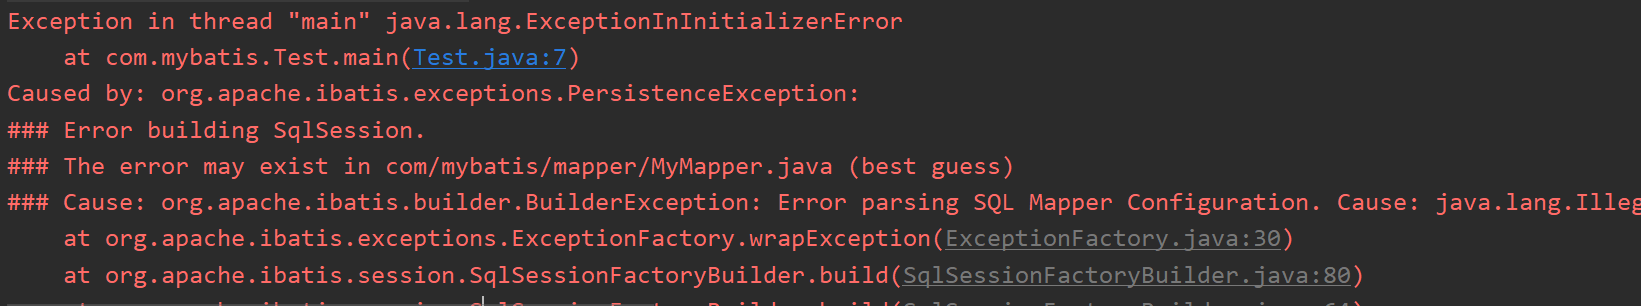 Exception in thread "main" java.lang.ExceptionInInitializerError
at com.mybatis.Test.main(Test.java:7)
Caused by: org.apache.ibatis.exceptions.PersistenceException:
### Error building SqlSession.
### The error may exist in com/mybatis/mapper/MyMapper.java (best guess)
### Cause: org.apache.ibatis.builder.BuilderException: Error parsing SQL Mapper Configuration. Cause: java.lang.Illeg
at org.apache.ibatis.exceptions.ExceptionFactory.wrapException(ExceptionFactory.java:30)
at org.apache.ibatis.session.SqlSessionFactoryBuilder.build(SqlSessionFactoryBuilder.java:80)